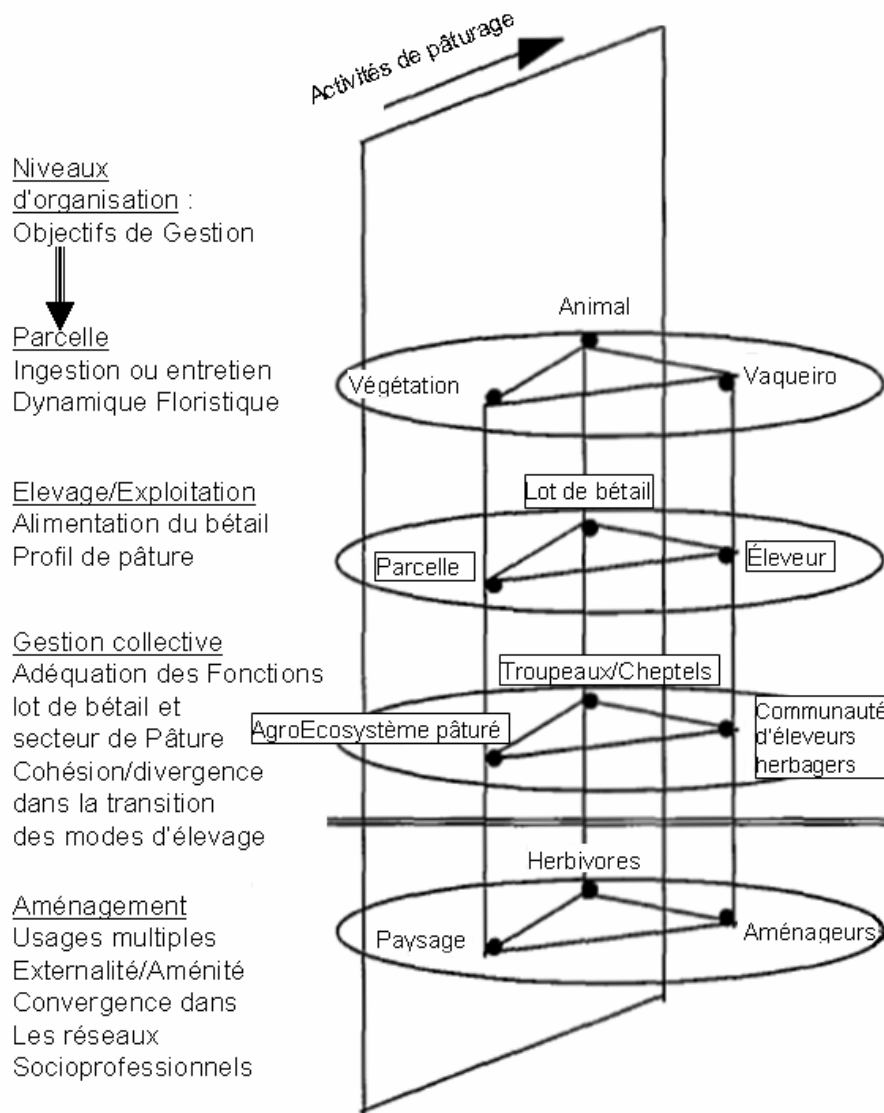 Activités de pâturage
Niveaux
d'organisation :
Objectifs de Gestion
Parcelle
Ingestion ou entretien
Dynamique Floristique
Animal
Végétation
Vaqueiro
Elevage/Exploitation
Alimentation du bétail
Profil de pâture
Lot de bétail
Parcelle
Éleveur
Gestion collective
Adéquation des Fonctions
lot de bétail et
secteur de Pâture
Cohésion/divergence
dans la transition
des modes d'élevage
Troupeaux/Cheptels
AgroEcosystème pâturé
Communauté
d'éleveurs
herbagers
Aménagement
Usages multiples
Externalité/Aménité
Convergence dans
Les réseaux
Socioprofessionnels
Herbivores
Paysage
Aménageurs